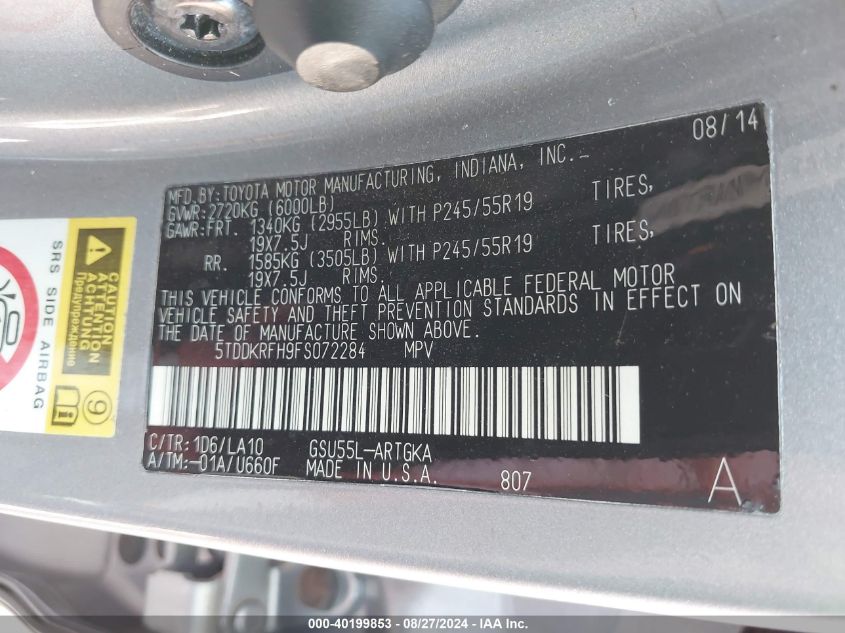 08/14
MFD.BY:TOYOTA MOTOR MANUFACTURING, INDIANA, INC.
GVWR:2720KG (6000LB)
GAWR:FRT. 1340KG (2955LB) WITH P245/55R19 TIRES,
19X7.5J RIMS.
RR. 1585KG (3505LB) WITH P245/55R19 TIRES,
19X7.5J RIMS.
THIS VEHICLE CONFORMS TO ALL APPLICABLE FEDERAL MOTOR
VEHICLE SAFETY AND THEFT PREVENTION STANDARDS IN EFFECT ON
THE DATE OF MANUFACTURE SHOWN ABOVE.
5TDDKRFH9FS072284 MPV
C/TR:1D6/LA10 GSU55L-ARTGKA
A/TM:-01A/U660F MADE IN U.S.A. 807 A
SRS SIDE AIRBAG
CAUTION
ATTENTION
ACHTUNG
Предупреждение
9
000-40199853 - 08/27/2024 - IAA Inc.